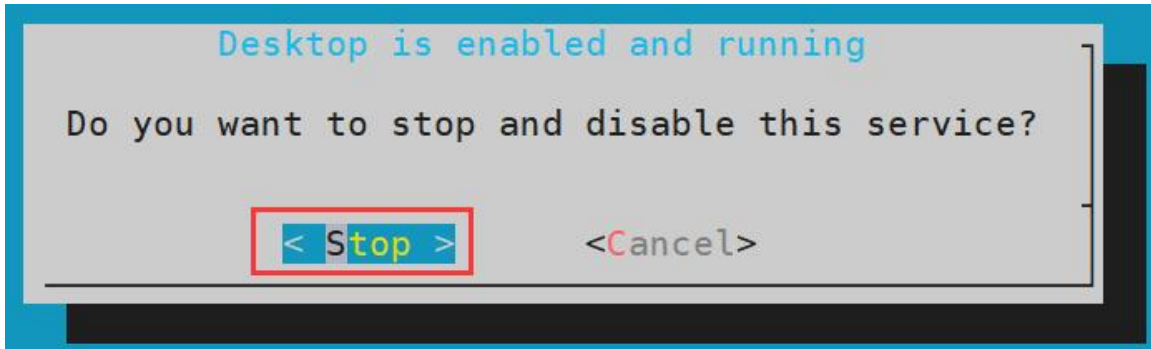 Desktop is enabled and running
Do you want to stop and disable this service?
< Stop > <Cancel>